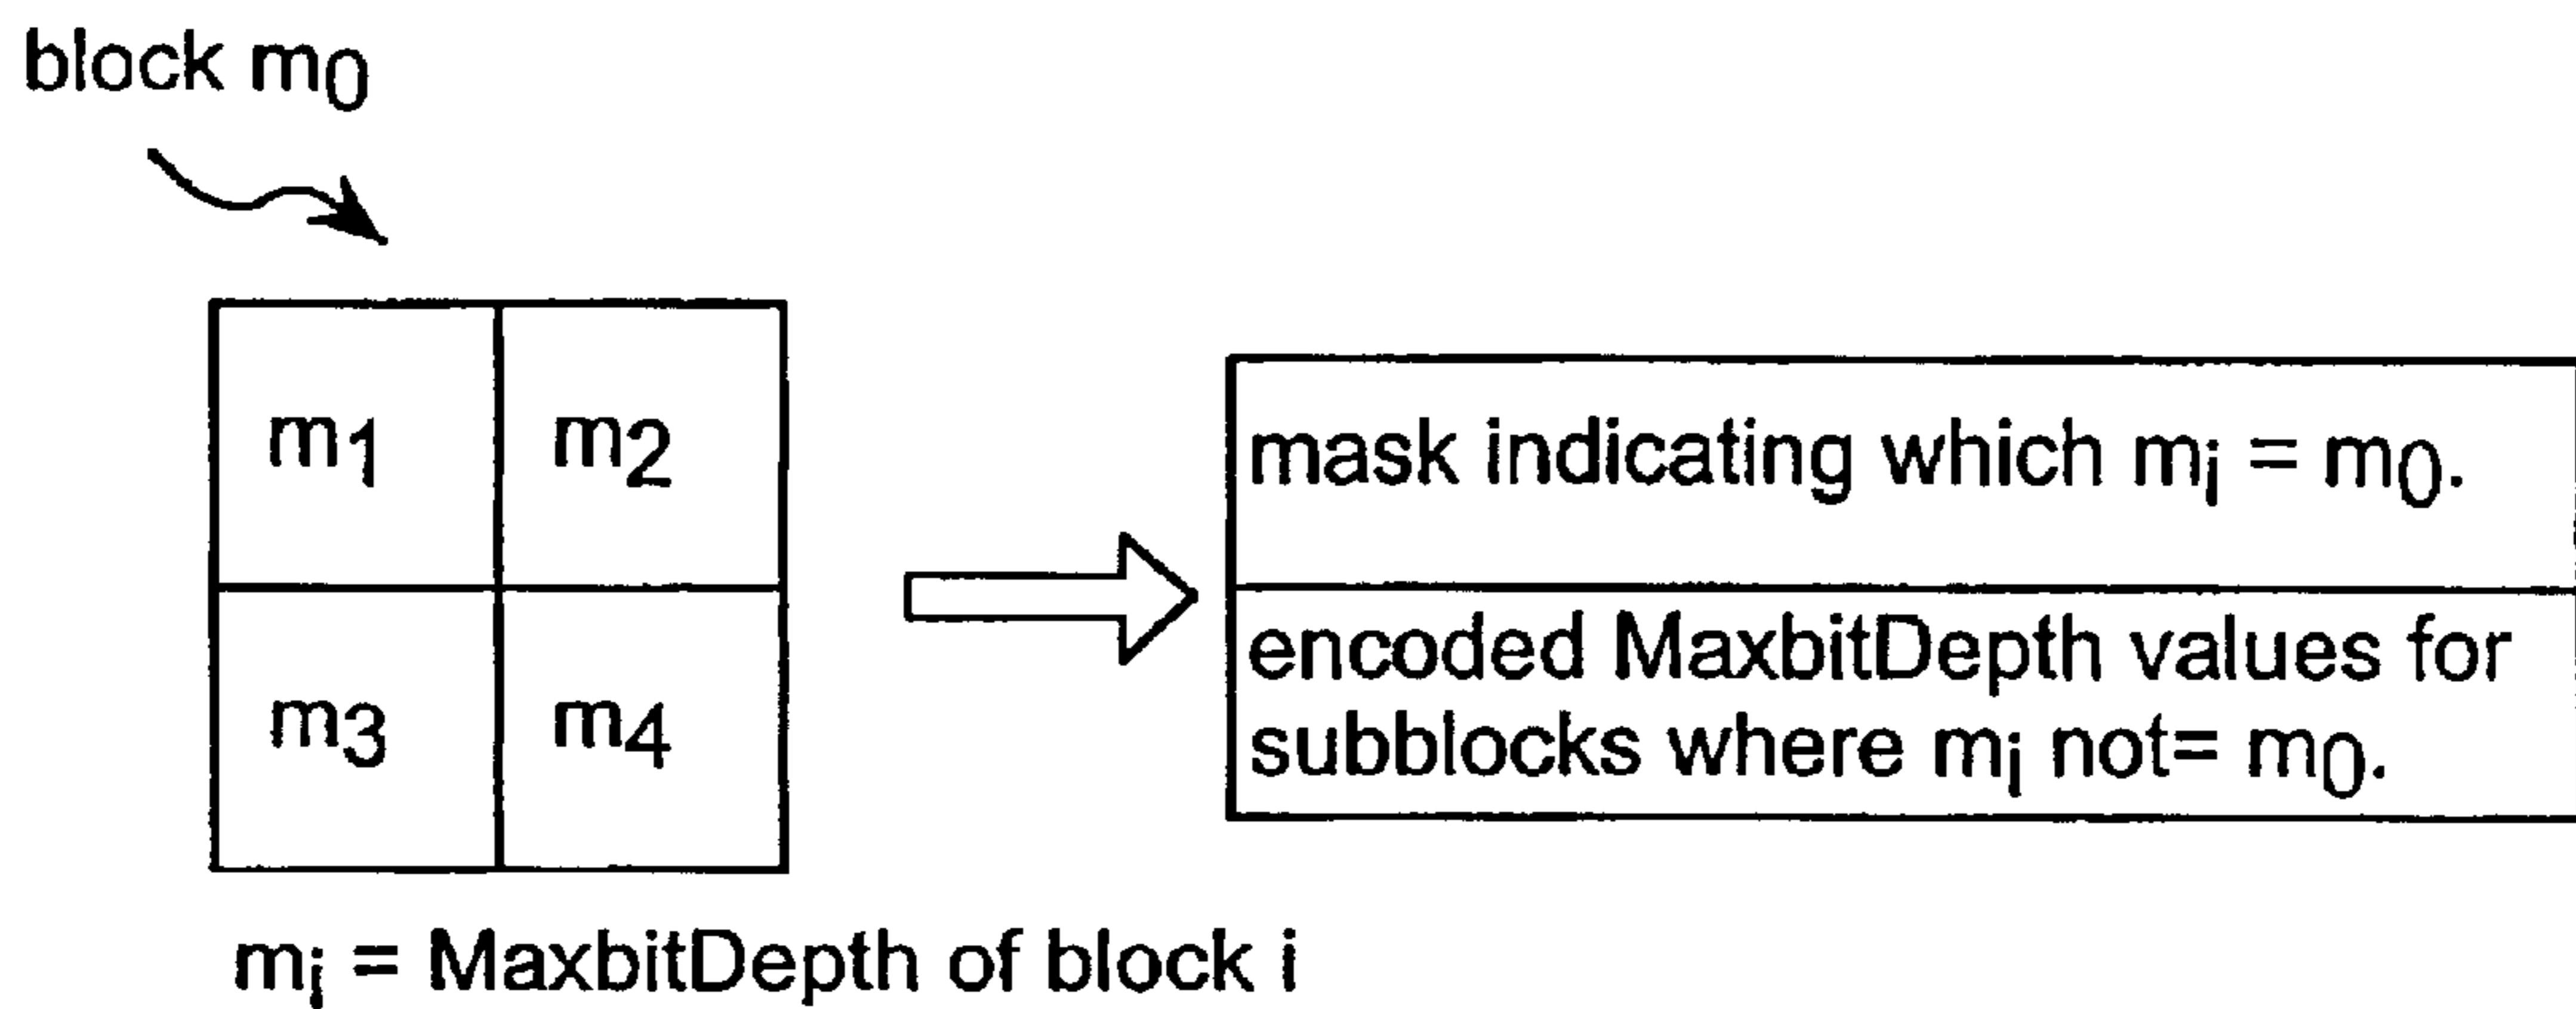 block m₀
m₁ m₂
m₃ m₄
mask indicating which mᵢ = m₀.
encoded MaxbitDepth values for
subblocks where mᵢ not= m₀.
mᵢ = MaxbitDepth of block i